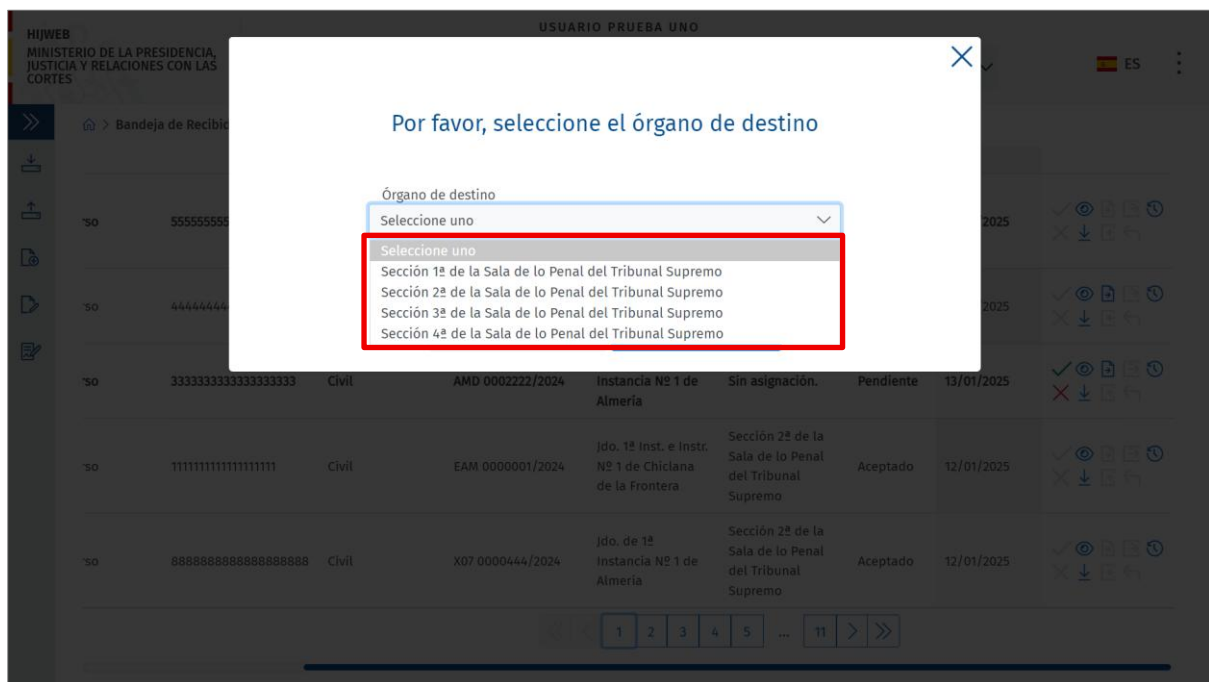 HIJWEB
MINISTERIO DE LA PRESIDENCIA,
JUSTICIA Y RELACIONES CON LAS
CORTES
USUARIO PRUEBA UNO
ES
> Bandeja de Recibid
Por favor, seleccione el órgano de destino
Órgano de destino
Seleccione uno
Seleccione uno
Sección 1ª de la Sala de lo Penal del Tribunal Supremo
Sección 2ª de la Sala de lo Penal del Tribunal Supremo
Sección 3ª de la Sala de lo Penal del Tribunal Supremo
Sección 4ª de la Sala de lo Penal del Tribunal Supremo
rso 555555555 2025
rso 44444444 2025
rso 3333333333333333333 Civil AMD 0002222/2024 Instancia Nº 1 de Sin asignación. Pendiente 13/01/2025
Almería
rso 1111111111111111111 Civil EAM 0000001/2024 Jdo. 1ª Inst. e Instr. Nº 1 de Chiclana de la Frontera Sección 2ª de la Sala de lo Penal del Tribunal Supremo Aceptado 12/01/2025
rso 8888888888888888888 Civil X07 0000444/2024 Jdo. de 1ª Instancia Nº 1 de Almería Sección 2ª de la Sala de lo Penal del Tribunal Supremo Aceptado 12/01/2025
1 2 3 4 5 ... 11